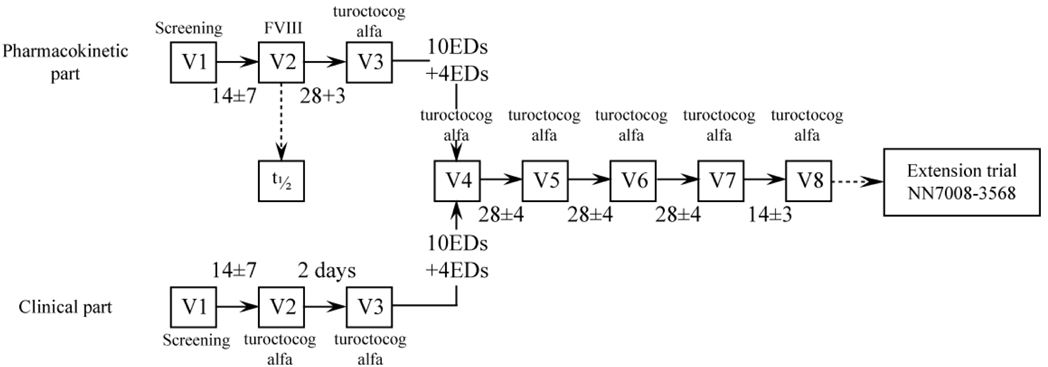 Pharmacokinetic
part
Screening
V1
14±7
FVIII
V2
28+3
turoctocog
alfa
V3
10EDs
+4EDs
t½
turoctocog
alfa
V4
28±4
turoctocog
alfa
V5
28±4
turoctocog
alfa
V6
28±4
turoctocog
alfa
V7
14±3
turoctocog
alfa
V8
Extension trial
NN7008-3568
10EDs
+4EDs
Clinical part
14±7
2 days
V1
V2
V3
Screening
turoctocog
alfa
turoctocog
alfa